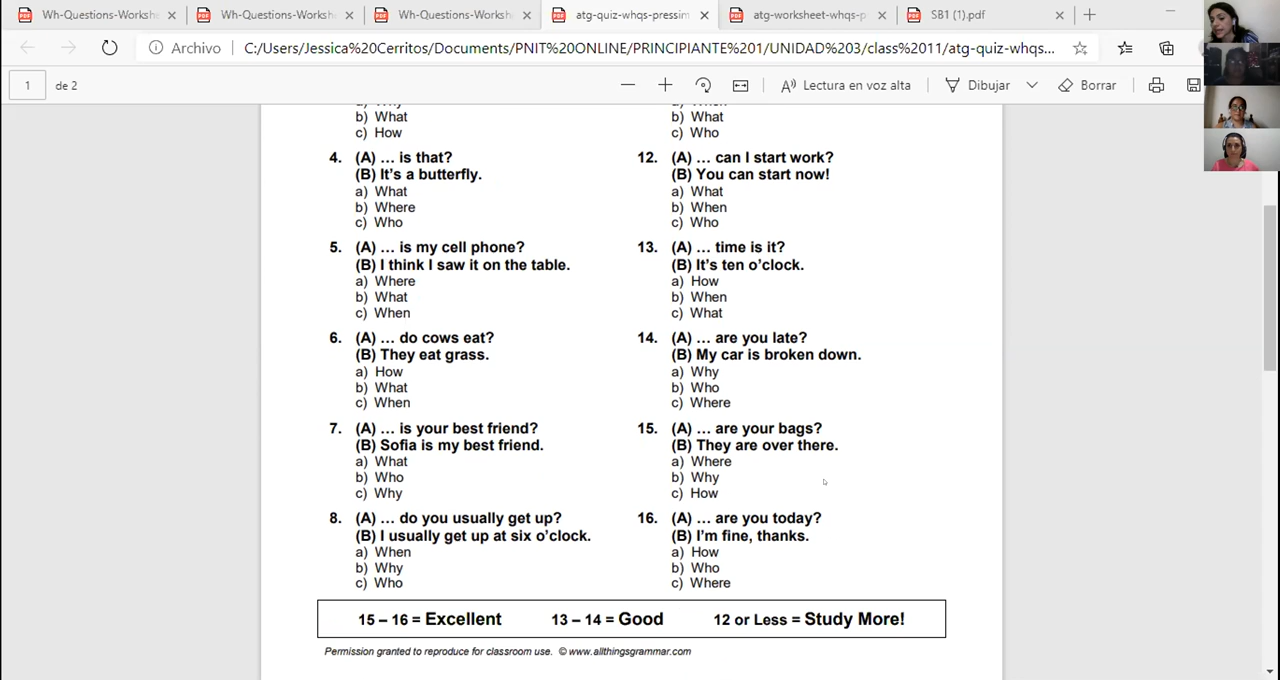 Wh-Questions-Workshe
Wh-Questions-Worksh
Wh-Questions-Worksh
atg-quiz-whqs-pressim
atg-worksheet-whqs-p
SB1 (1).pdf
Archivo
C:/Users/Jessica%20Cerritos/Documents/PNIT%20ONLINE/PRINCIPIANTE%201/UNIDAD%203/class%2011/atg-quiz-whqs...
1 de 2
Lectura en voz alta
Dibujar
Borrar
a) Why
b) What
c) How
4. (A) … is that?
(B) It's a butterfly.
a) What
b) Where
c) Who
5. (A) … is my cell phone?
(B) I think I saw it on the table.
a) Where
b) What
c) When
6. (A) … do cows eat?
(B) They eat grass.
a) How
b) What
c) When
7. (A) … is your best friend?
(B) Sofia is my best friend.
a) What
b) Who
c) Why
8. (A) … do you usually get up?
(B) I usually get up at six o'clock.
a) When
b) Why
c) Who
a) When
b) What
c) Who
12. (A) … can I start work?
(B) You can start now!
a) What
b) When
c) Who
13. (A) … time is it?
(B) It's ten o'clock.
a) How
b) When
c) What
14. (A) … are you late?
(B) My car is broken down.
a) Why
b) Who
c) Where
15. (A) … are your bags?
(B) They are over there.
a) Where
b) Why
c) How
16. (A) … are you today?
(B) I'm fine, thanks.
a) How
b) Who
c) Where
15 – 16 = Excellent 13 – 14 = Good 12 or Less = Study More!
Permission granted to reproduce for classroom use. © www.allthingsgrammar.com